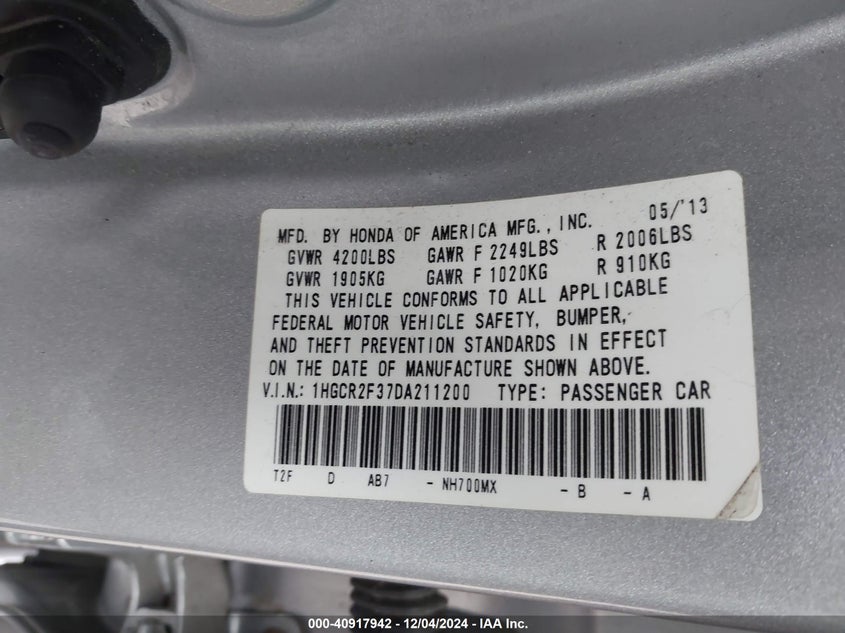 MFD. BY HONDA OF AMERICA MFG., INC. 05/'13
GVWR 4200LBS GAWR F 2249LBS R 2006LBS
GVWR 1905KG GAWR F 1020KG R 910KG
THIS VEHICLE CONFORMS TO ALL APPLICABLE
FEDERAL MOTOR VEHICLE SAFETY, BUMPER,
AND THEFT PREVENTION STANDARDS IN EFFECT
ON THE DATE OF MANUFACTURE SHOWN ABOVE.
V.I.N.: 1HGCR2F37DA211200 TYPE: PASSENGER CAR
T2F D AB7 - NH700MX - B - A
000-40917942 - 12/04/2024 - IAA Inc.